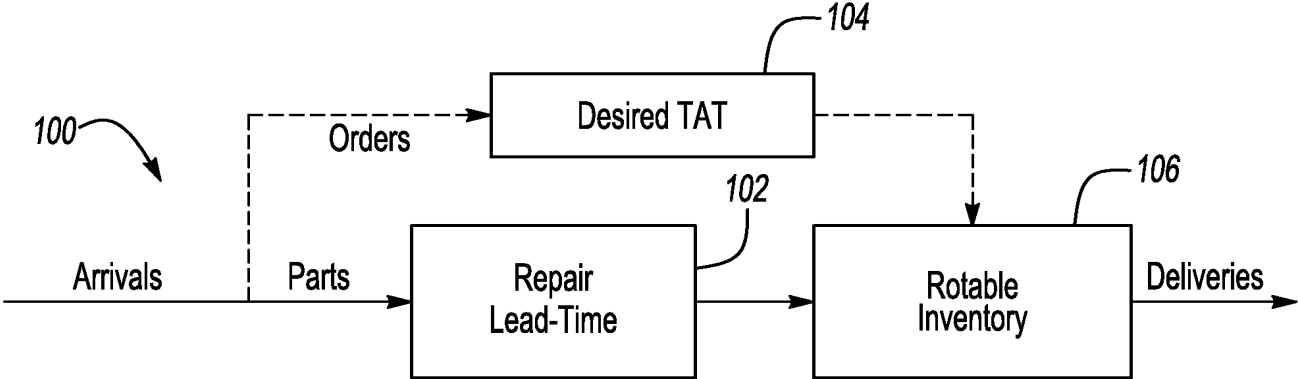 104
Desired TAT
100
Orders
102
106
Arrivals
Parts
Repair
Lead-Time
Rotable
Inventory
Deliveries